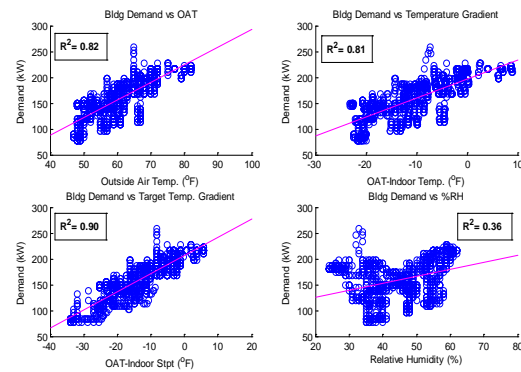 Bldg Demand vs OAT
R²= 0.82
Demand (kW)
300
250
200
150
100
50
40 50 60 70 80 90 100
Outside Air Temp. (°F)
Bldg Demand vs Temperature Gradient
R²= 0.81
Demand (kW)
300
250
200
150
100
50
-30 -20 -10 0 10
OAT-Indoor Temp. (°F)
Bldg Demand vs Target Temp. Gradient
R²= 0.90
Demand (kW)
300
250
200
150
100
50
-40 -20 0 20
OAT-Indoor Stpt (°F)
Bldg Demand vs %RH
R²= 0.36
Demand (kW)
300
250
200
150
100
50
20 30 40 50 60 70 80
Relative Humidity (%)